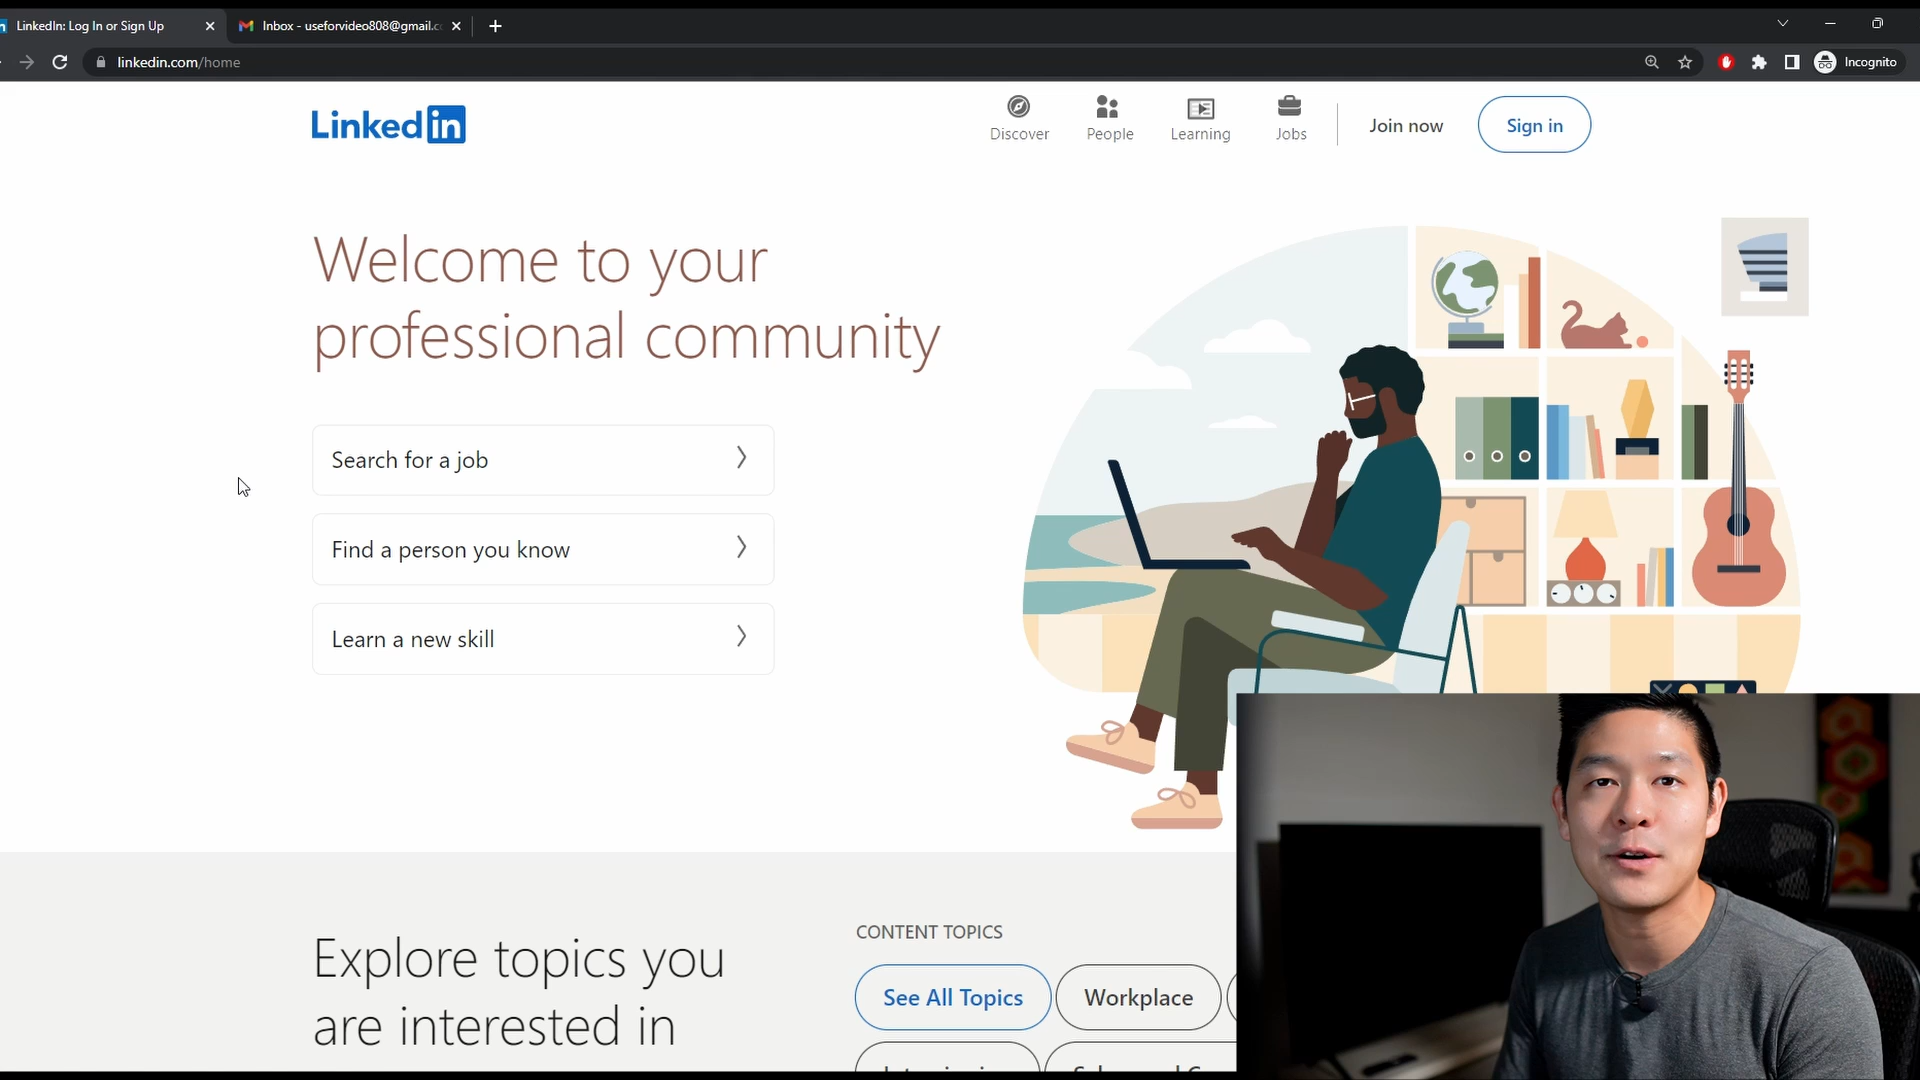 LinkedIn: Log In or Sign Up
Inbox - useforvideo808@gmail.c
linkedin.com/home
Incognito
Linked in
Discover
People
Learning
Jobs
Join now
Sign in
Welcome to your
professional community
Search for a job
Find a person you know
Learn a new skill
Explore topics you
are interested in
CONTENT TOPICS
See All Topics
Workplace